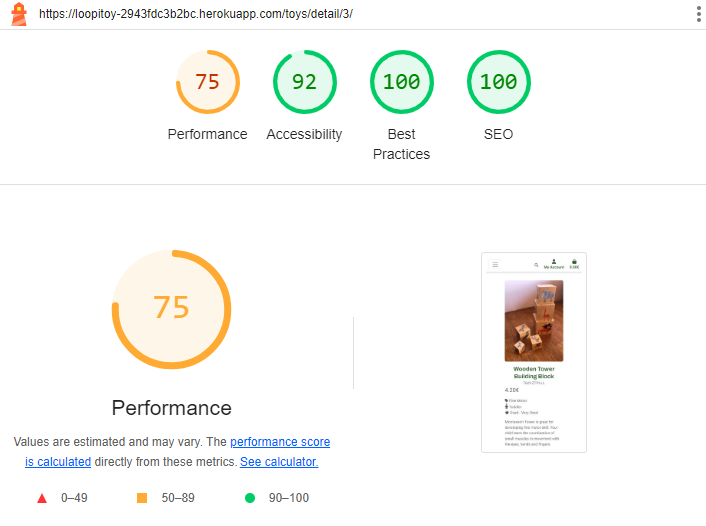 https://loopitoy-2943fdc3b2bc.herokuapp.com/toys/detail/3/
75
92
100
100
Performance
Accessibility
Best
Practices
SEO
75
Performance
Values are estimated and may vary. The performance score
is calculated directly from these metrics. See calculator.
0–49
50–89
90–100
My Account
0.00€
Wooden Tower
Building Block
4.20€